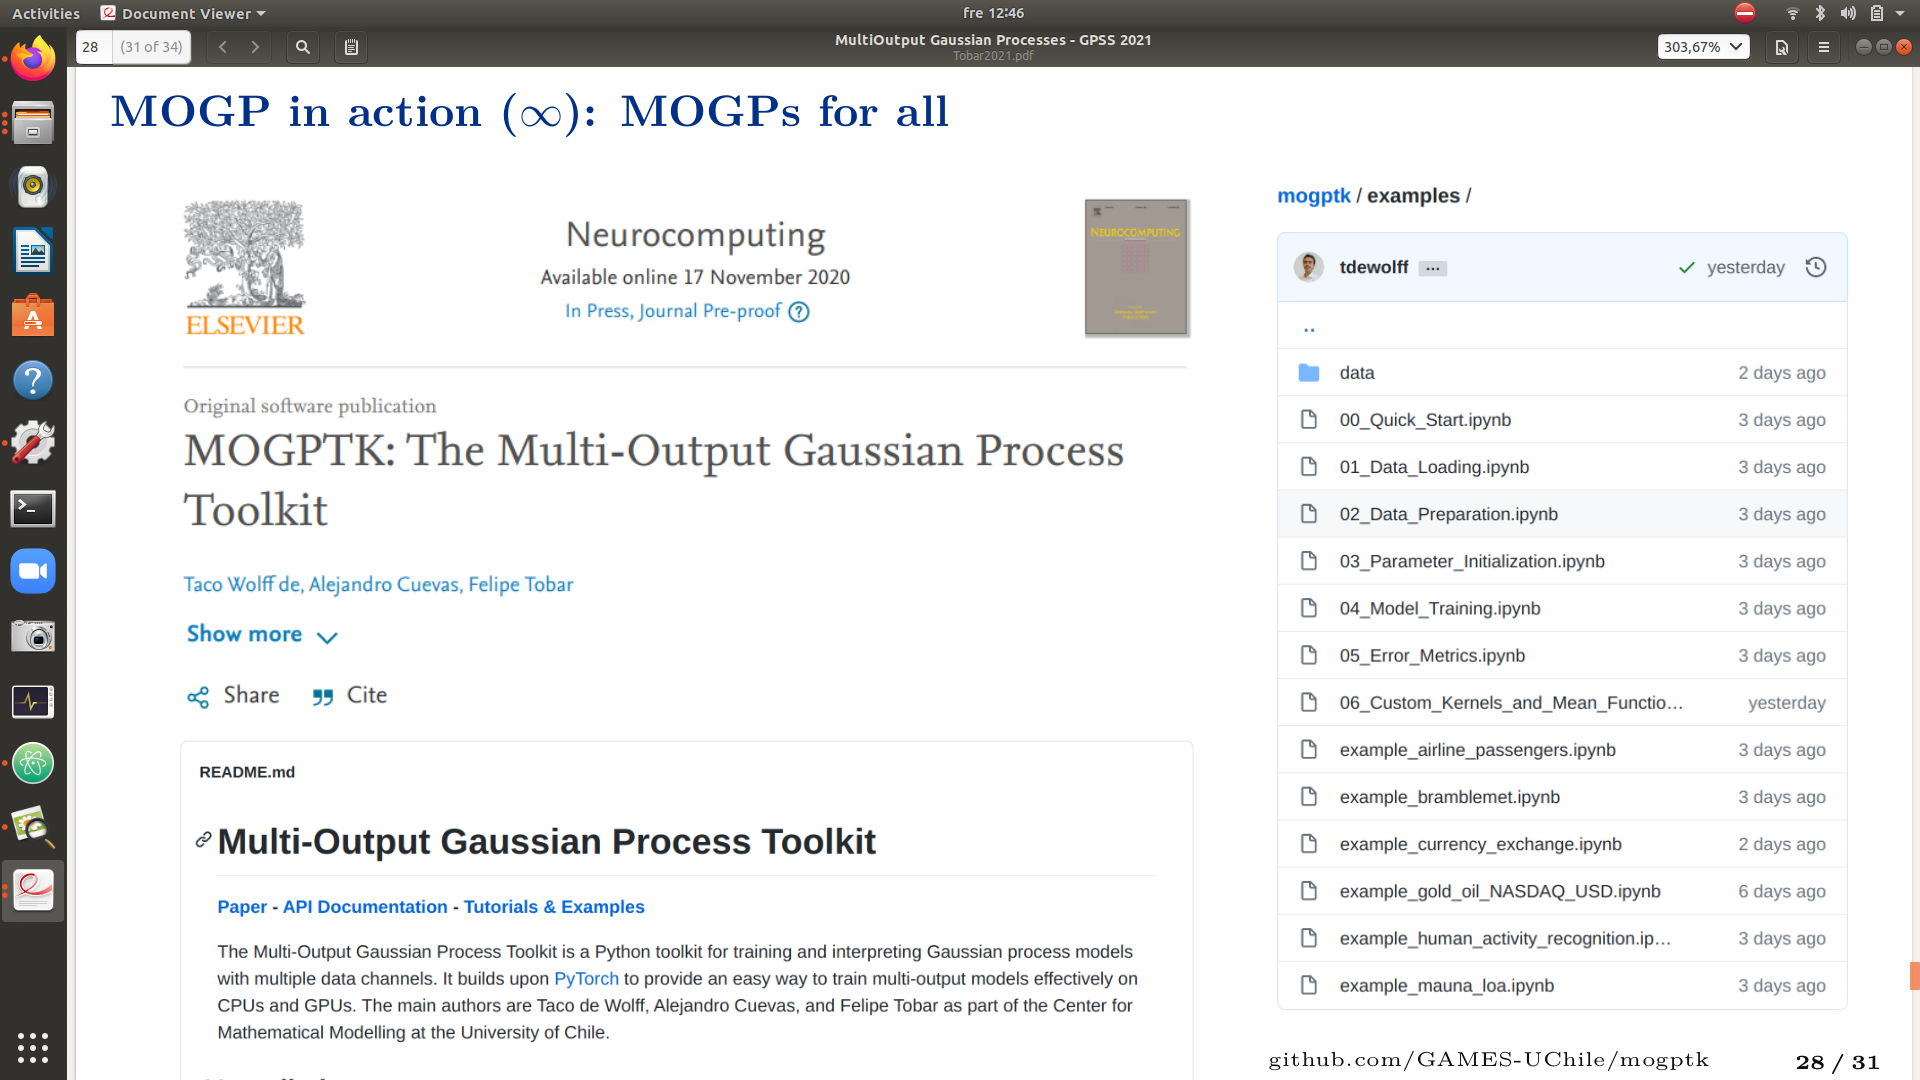 Activities
Document Viewer
fre 12:46
28
(31 of 34)
MultiOutput Gaussian Processes - GPSS 2021
Tobar2021.pdf
303,67%
MOGP in action (∞): MOGPs for all
ELSEVIER
Neurocomputing
Available online 17 November 2020
In Press, Journal Pre-proof ?
NEUROCOMPUTING
Original software publication
MOGPTK: The Multi-Output Gaussian Process
Toolkit
Taco Wolff de, Alejandro Cuevas, Felipe Tobar
Show more
Share
Cite
README.md
Multi-Output Gaussian Process Toolkit
Paper - API Documentation - Tutorials & Examples
The Multi-Output Gaussian Process Toolkit is a Python toolkit for training and interpreting Gaussian process models
with multiple data channels. It builds upon PyTorch to provide an easy way to train multi-output models effectively on
CPUs and GPUs. The main authors are Taco de Wolff, Alejandro Cuevas, and Felipe Tobar as part of the Center for
Mathematical Modelling at the University of Chile.
mogptk / examples /
tdewolff ... yesterday
..
data 2 days ago
00_Quick_Start.ipynb 3 days ago
01_Data_Loading.ipynb 3 days ago
02_Data_Preparation.ipynb 3 days ago
03_Parameter_Initialization.ipynb 3 days ago
04_Model_Training.ipynb 3 days ago
05_Error_Metrics.ipynb 3 days ago
06_Custom_Kernels_and_Mean_Functio... yesterday
example_airline_passengers.ipynb 3 days ago
example_bramblemet.ipynb 3 days ago
example_currency_exchange.ipynb 2 days ago
example_gold_oil_NASDAQ_USD.ipynb 6 days ago
example_human_activity_recognition.ip... 3 days ago
example_mauna_loa.ipynb 3 days ago
github.com/GAMES-UChile/mogptk
28 / 31